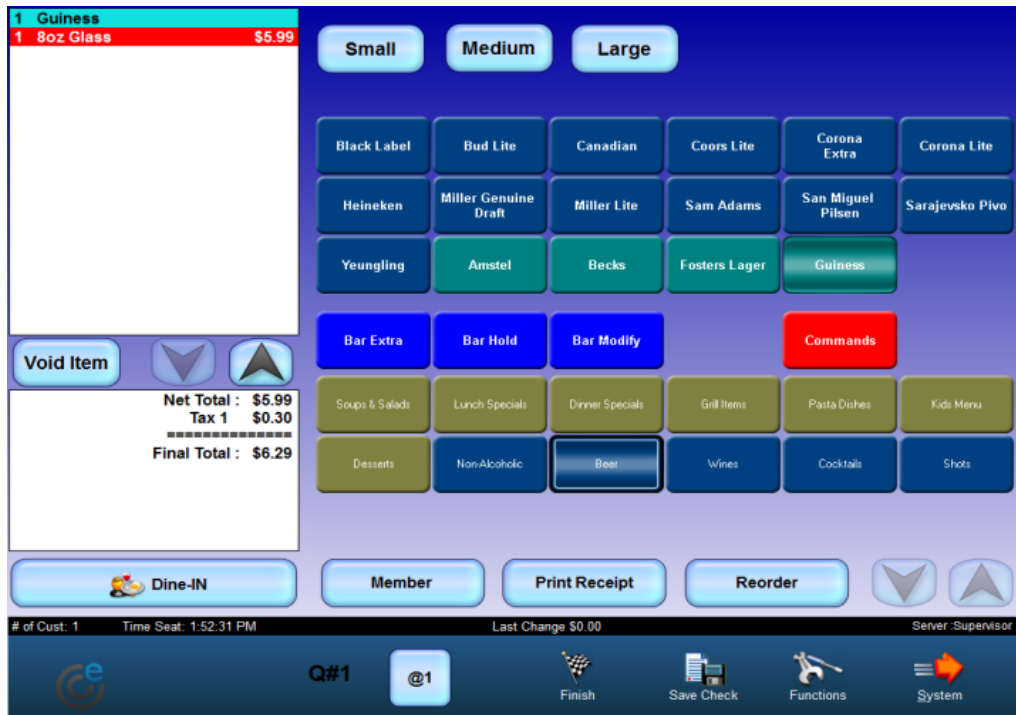 1 Guiness
1 8oz Glass $5.99
Small Medium Large
Black Label Bud Lite Canadian Coors Lite Corona Extra Corona Lite
Heineken Miller Genuine Draft Miller Lite Sam Adams San Miguel Pilsen Sarajevsko Pivo
Yeungling Amstel Becks Fosters Lager Guiness
Bar Extra Bar Hold Bar Modify Commands
Void Item
Net Total : $5.99
Tax 1 $0.30
==============
Final Total : $6.29
Soups & Salads Lunch Specials Dinner Specials Grill Items Pasta Dishes Kids Menu
Desserts Non-Alcoholic Beer Wines Cocktails Shots
Dine-IN Member Print Receipt Reorder
# of Cust: 1 Time Seat: 1:52:31 PM Last Change $0.00 Server :Supervisor
e Q#1 @1 Finish Save Check Functions System